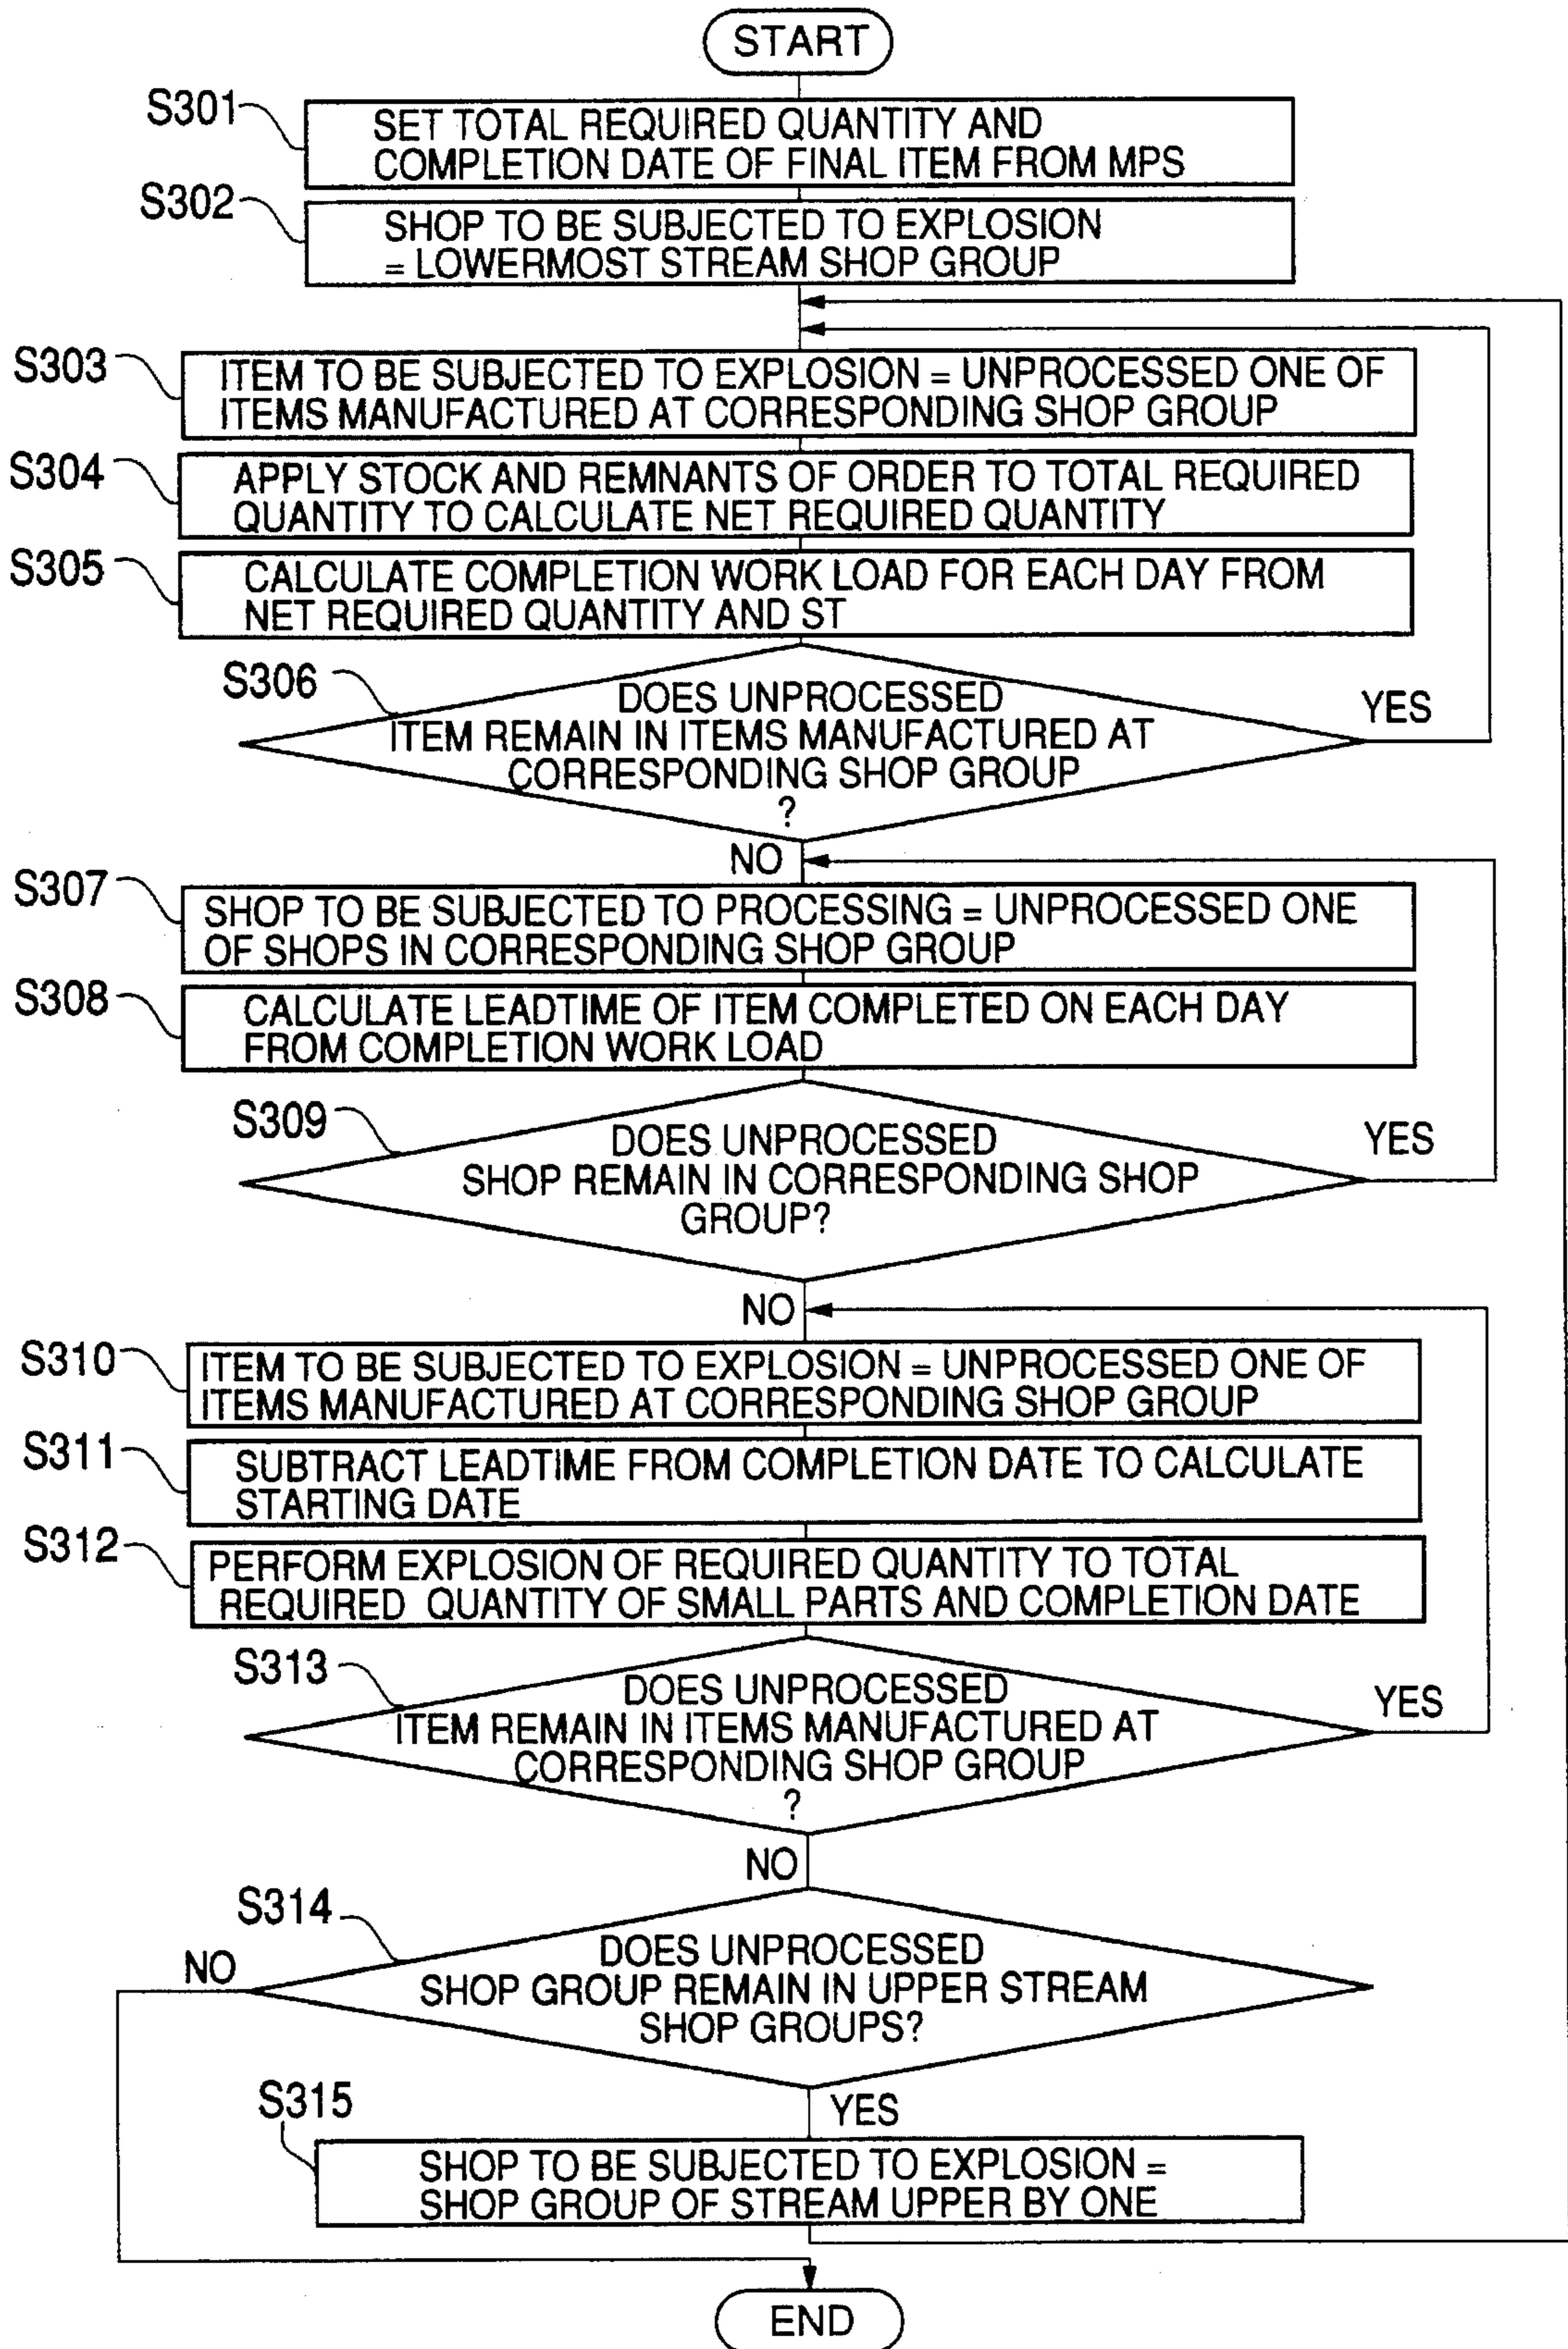 START
S301
SET TOTAL REQUIRED QUANTITY AND
COMPLETION DATE OF FINAL ITEM FROM MPS
S302
SHOP TO BE SUBJECTED TO EXPLOSION
= LOWERMOST STREAM SHOP GROUP
S303
ITEM TO BE SUBJECTED TO EXPLOSION = UNPROCESSED ONE OF
ITEMS MANUFACTURED AT CORRESPONDING SHOP GROUP
S304
APPLY STOCK AND REMNANTS OF ORDER TO TOTAL REQUIRED
QUANTITY TO CALCULATE NET REQUIRED QUANTITY
S305
CALCULATE COMPLETION WORK LOAD FOR EACH DAY FROM
NET REQUIRED QUANTITY AND ST
S306
DOES UNPROCESSED
ITEM REMAIN IN ITEMS MANUFACTURED AT
CORRESPONDING SHOP GROUP
?
YES
NO
S307
SHOP TO BE SUBJECTED TO PROCESSING = UNPROCESSED ONE
OF SHOPS IN CORRESPONDING SHOP GROUP
S308
CALCULATE LEADTIME OF ITEM COMPLETED ON EACH DAY
FROM COMPLETION WORK LOAD
S309
DOES UNPROCESSED
SHOP REMAIN IN CORRESPONDING SHOP
GROUP?
YES
NO
S310
ITEM TO BE SUBJECTED TO EXPLOSION = UNPROCESSED ONE OF
ITEMS MANUFACTURED AT CORRESPONDING SHOP GROUP
S311
SUBTRACT LEADTIME FROM COMPLETION DATE TO CALCULATE
STARTING DATE
S312
PERFORM EXPLOSION OF REQUIRED QUANTITY TO TOTAL
REQUIRED QUANTITY OF SMALL PARTS AND COMPLETION DATE
S313
DOES UNPROCESSED
ITEM REMAIN IN ITEMS MANUFACTURED AT
CORRESPONDING SHOP GROUP
?
YES
NO
S314
DOES UNPROCESSED
SHOP GROUP REMAIN IN UPPER STREAM
SHOP GROUPS?
NO
YES
S315
SHOP TO BE SUBJECTED TO EXPLOSION =
SHOP GROUP OF STREAM UPPER BY ONE
END